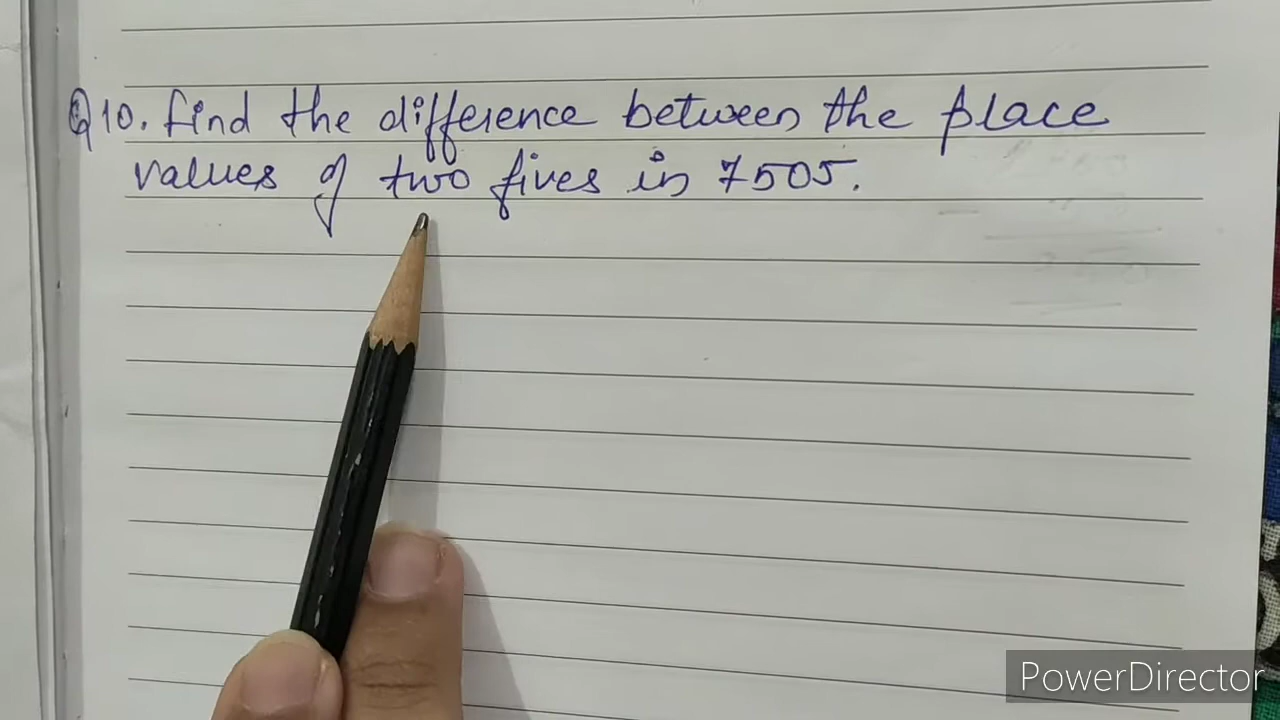 Q10. Find the difference between the place
values of two fives in 7505.
PowerDirector